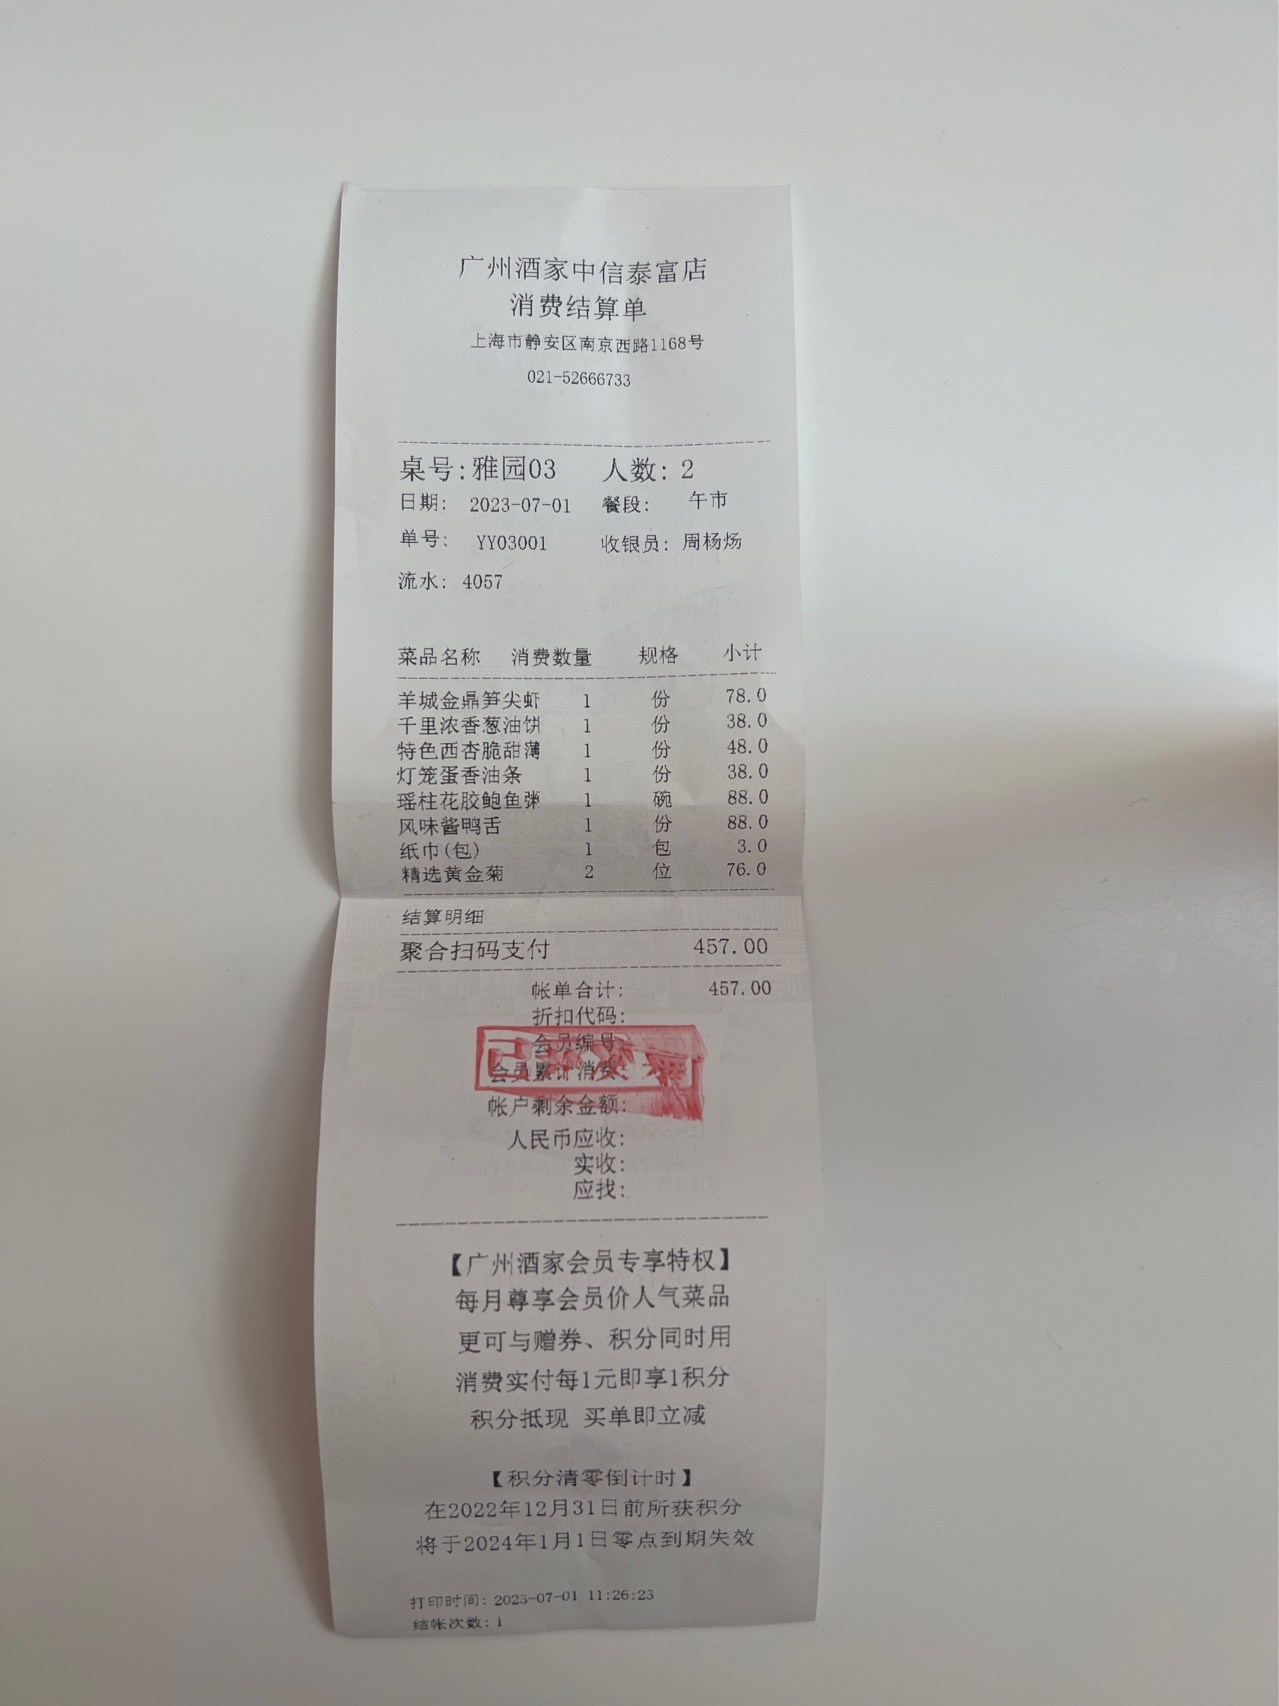 广州酒家中信泰富店
消费结算单
上海市静安区南京西路1168号
021-52666733
桌号:雅园03 人数: 2
日期: 2023-07-01 餐段: 午市
单号: YY03001 收银员: 周杨炀
流水: 4057
菜品名称 消费数量 规格 小计
羊城金鼎笋尖虾 1 份 78.0
千里浓香葱油饼 1 份 38.0
特色西杏脆甜薄 1 份 48.0
灯笼蛋香油条 1 份 38.0
瑶柱花胶鲍鱼粥 1 碗 88.0
风味酱鸭舌 1 份 88.0
纸巾(包) 1 包 3.0
精选黄金菊 2 位 76.0
结算明细
聚合扫码支付 457.00
帐单合计: 457.00
折扣代码:
会员编号
会员累计消费
帐户剩余金额:
人民币应收:
实收:
应找:
【广州酒家会员专享特权】
每月尊享会员价人气菜品
更可与赠券、积分同时用
消费实付每1元即享1积分
积分抵现 买单即立减
【积分清零倒计时】
在2022年12月31日前所获积分
将于2024年1月1日零点到期失效
打印时间: 2023-07-01 11:26:23
结帐次数: 1